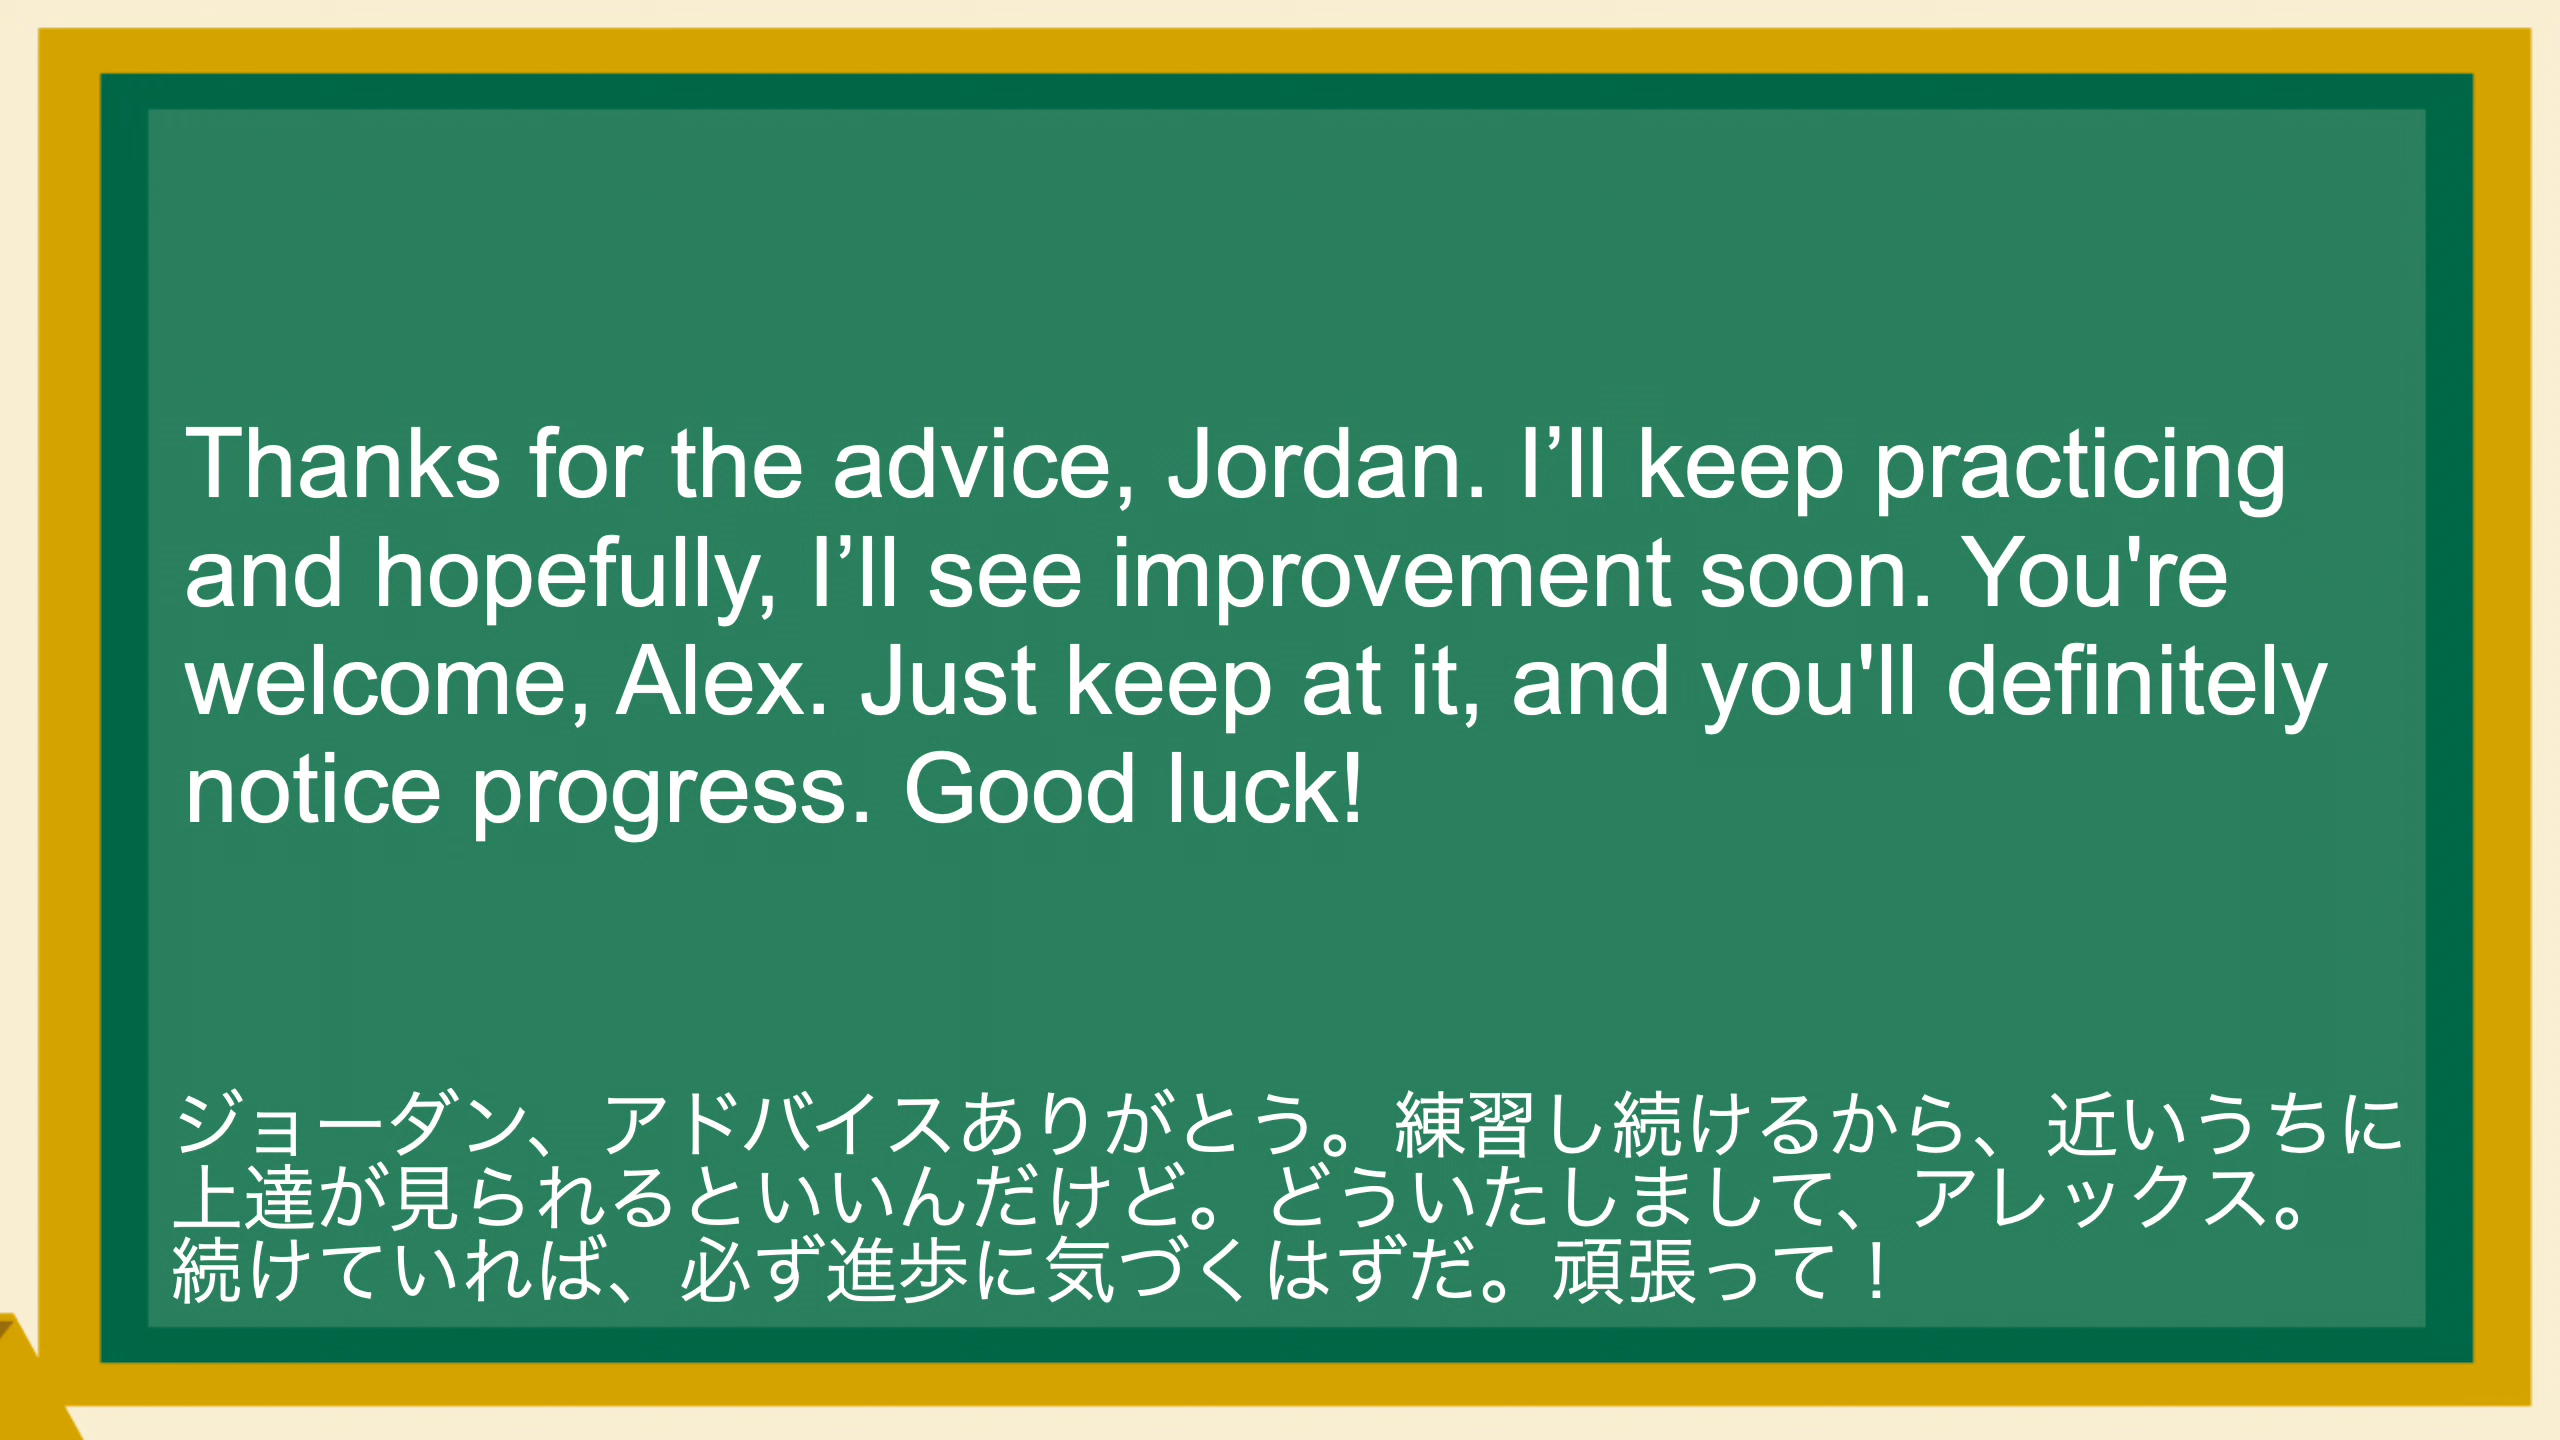 Thanks for the advice, Jordan. I’ll keep practicing
and hopefully, I’ll see improvement soon. You're
welcome, Alex. Just keep at it, and you'll definitely
notice progress. Good luck!
ジョーダン、アドバイスありがとう。練習し続けるから、近いうちに
上達が見られるといいんだけど。どういたしまして、アレックス。
続けていれば、必ず進歩に気づくはずだ。頑張って！